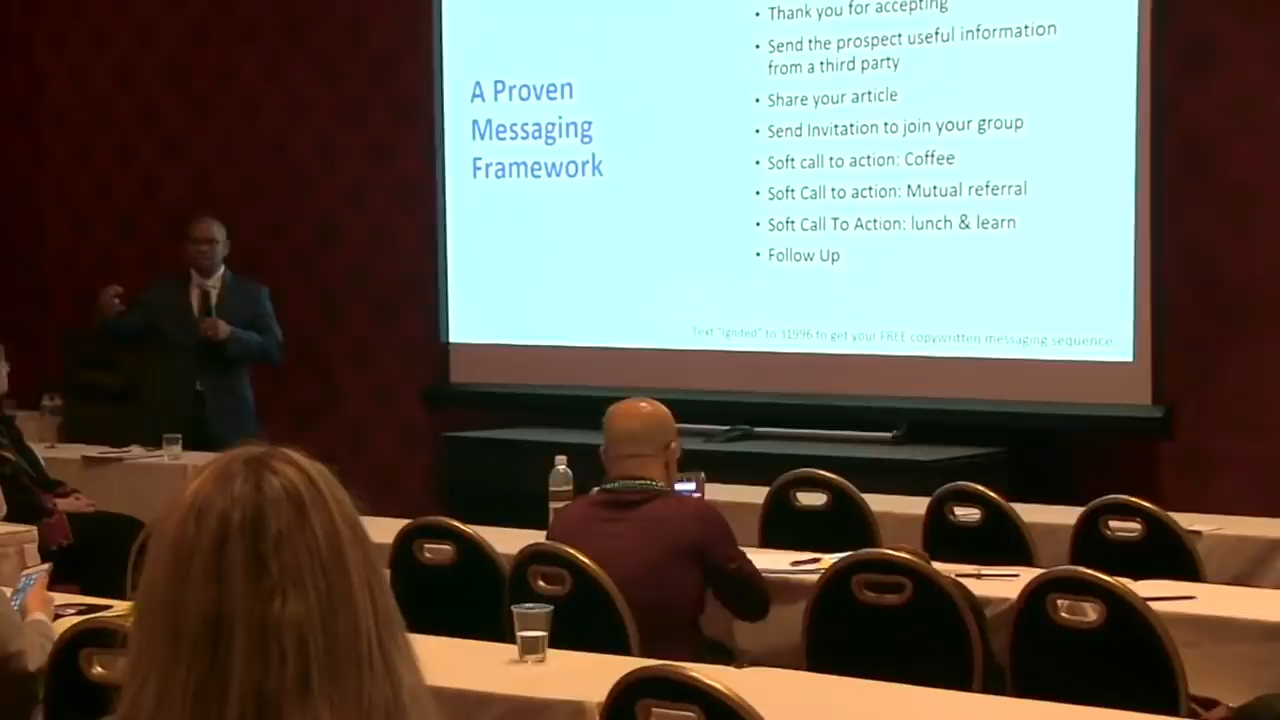 A Proven
Messaging
Framework
• Thank you for accepting
• Send the prospect useful information
from a third party
• Share your article
• Send Invitation to join your group
• Soft call to action: Coffee
• Soft Call to action: Mutual referral
• Soft Call To Action: lunch & learn
• Follow Up
Text "Ignited" to 31996 to get your FREE copywritten messaging sequence